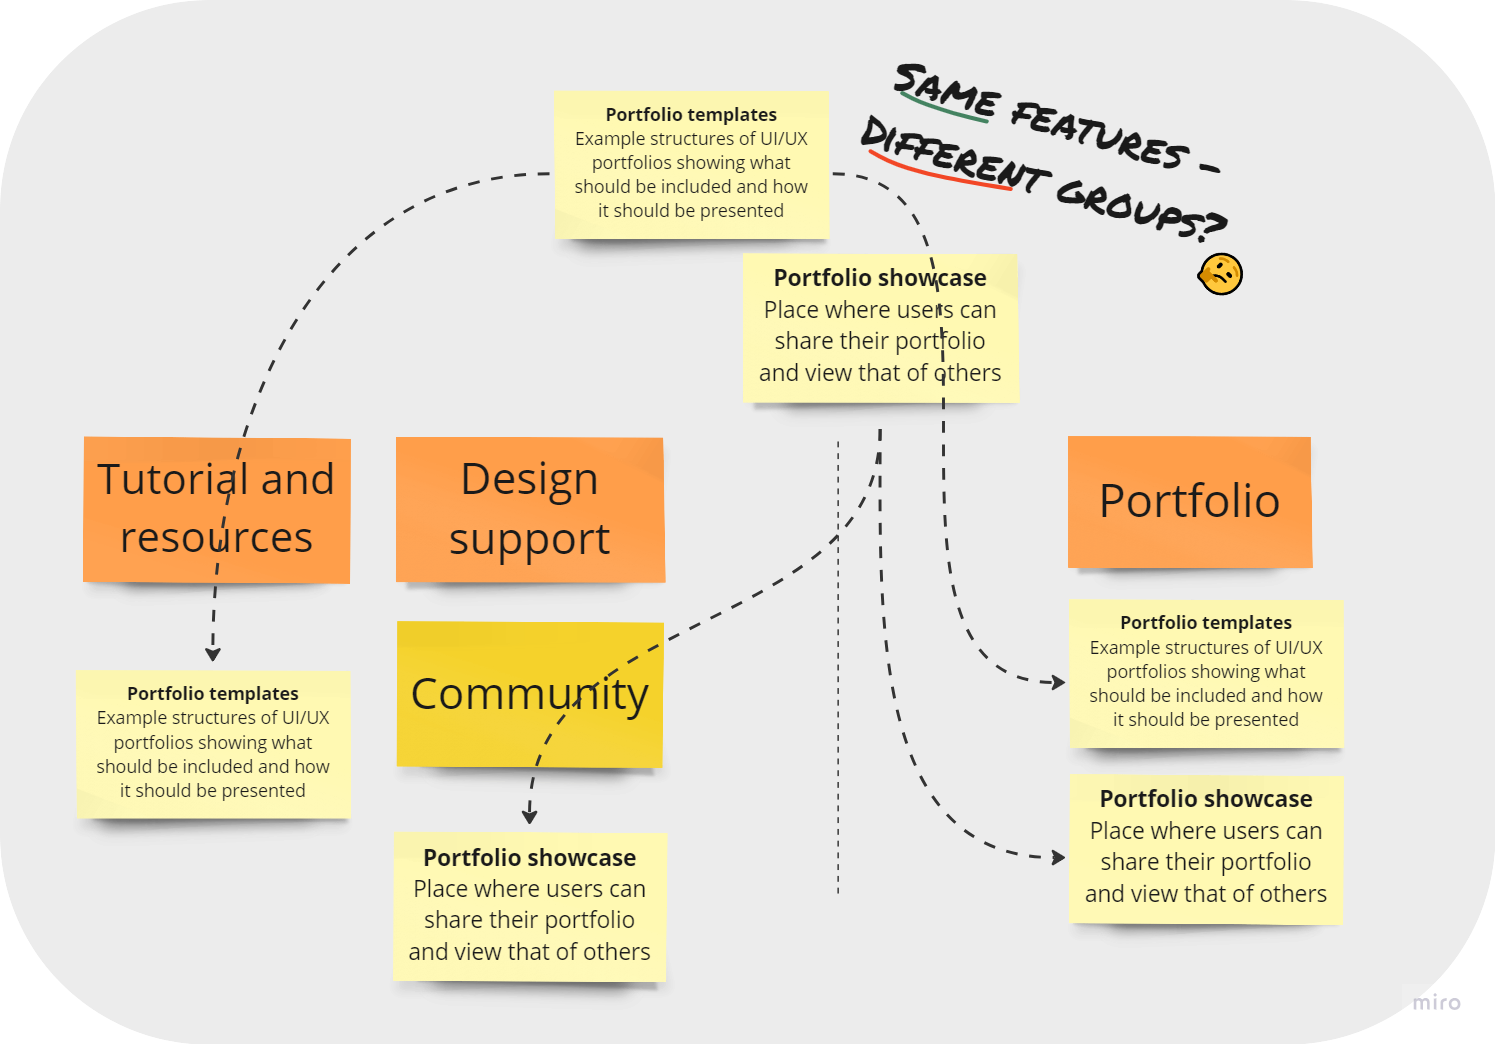 SAME FEATURES -
DIFFERENT GROUPS?
Portfolio templates
Example structures of UI/UX
portfolios showing what
should be included and how
it should be presented
Portfolio showcase
Place where users can
share their portfolio
and view that of others
Tutorial and
resources
Design
support
Portfolio
Community
Portfolio templates
Example structures of UI/UX
portfolios showing what
should be included and how
it should be presented
Portfolio showcase
Place where users can
share their portfolio
and view that of others
Portfolio templates
Example structures of UI/UX
portfolios showing what
should be included and how
it should be presented
Portfolio showcase
Place where users can
share their portfolio
and view that of others
miro